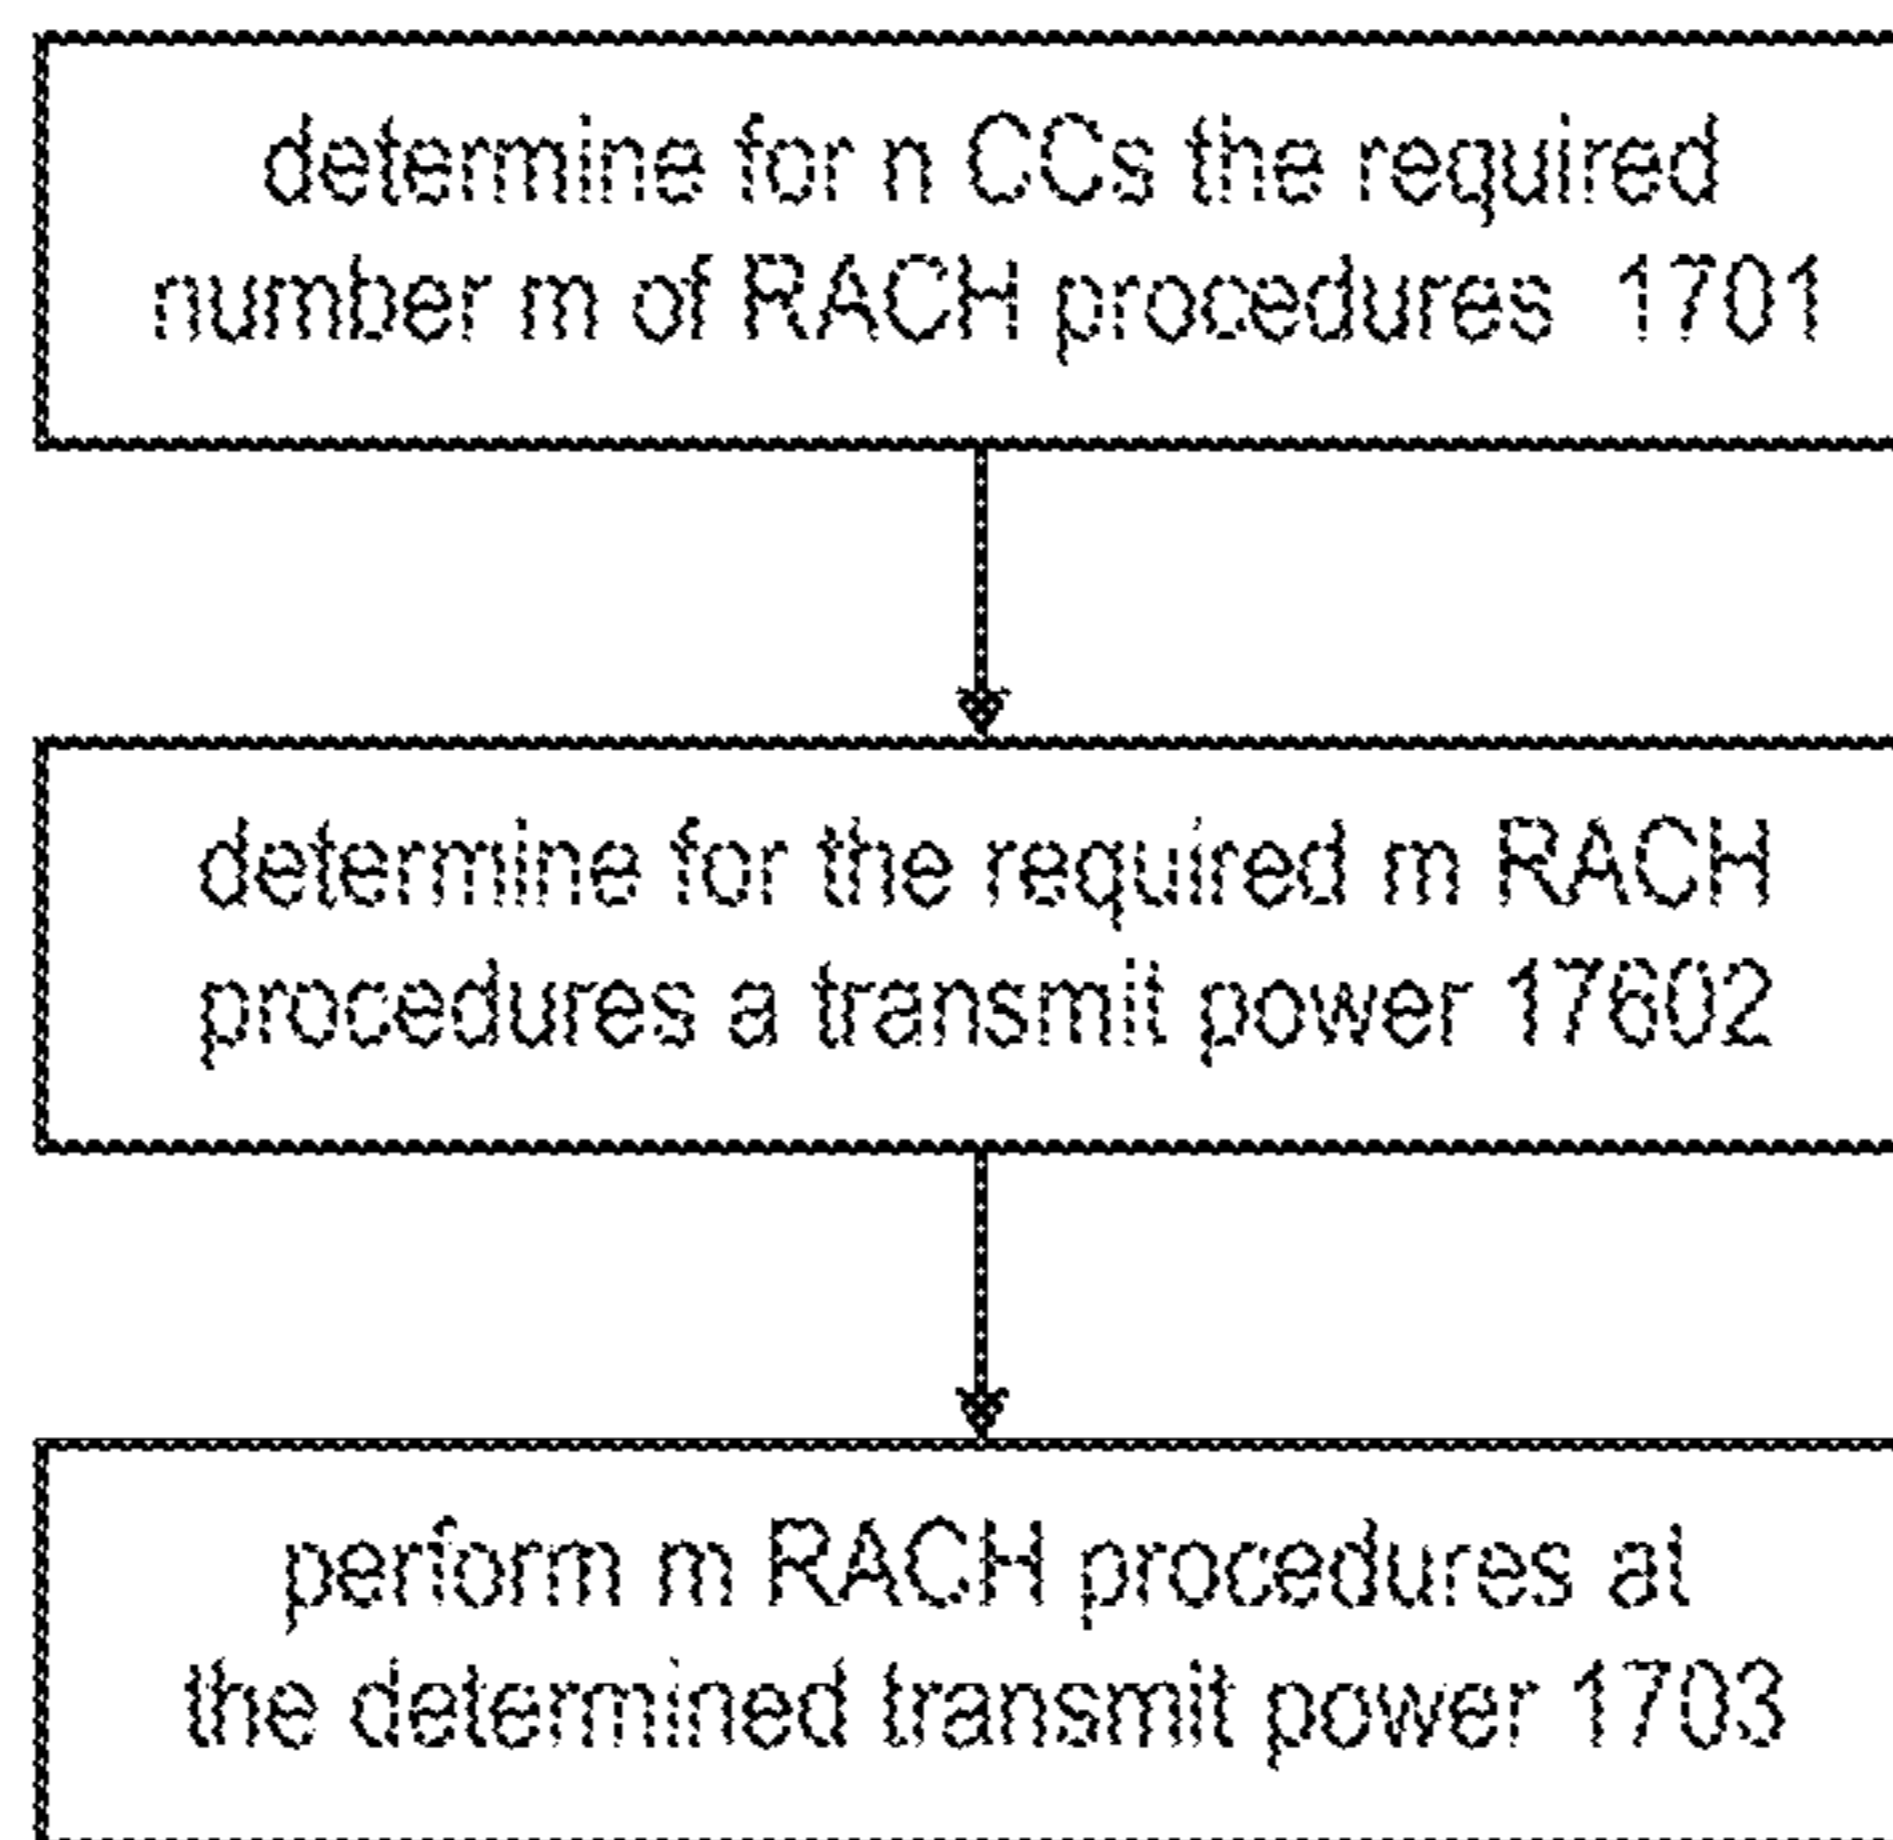 determine for n CCs the required
number m of RACH procedures 1701
determine for the required m RACH
procedures a transmit power 17602
perform m RACH procedures at
the determined transmit power 1703